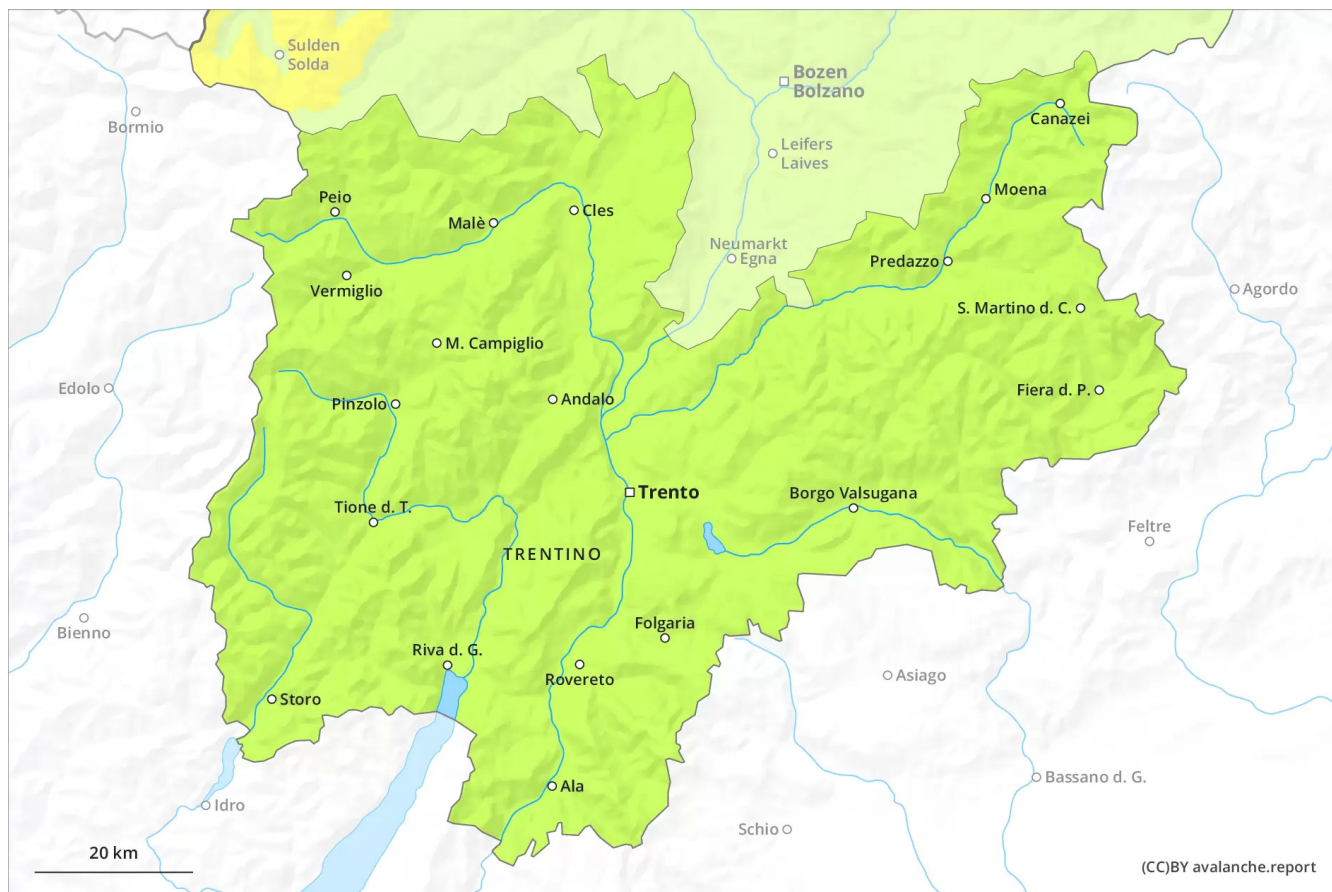 Sulden
Solda
Bozen
Bolzano
Bormio
Canazei
Leifers
Laives
Peio
Malè
Cles
Moena
Neumarkt
Egna
Predazzo
Vermiglio
Agordo
S. Martino d. C.
M. Campiglio
Edolo
Pinzolo
Andalo
Fiera d. P.
Trento
Borgo Valsugana
Tione d. T.
Feltre
TRENTINO
Bienno
Folgaria
Riva d. G.
Rovereto
Asiago
Storo
Bassano d. G.
Ala
Idro
Schio
20 km
(CC)BY avalanche.report